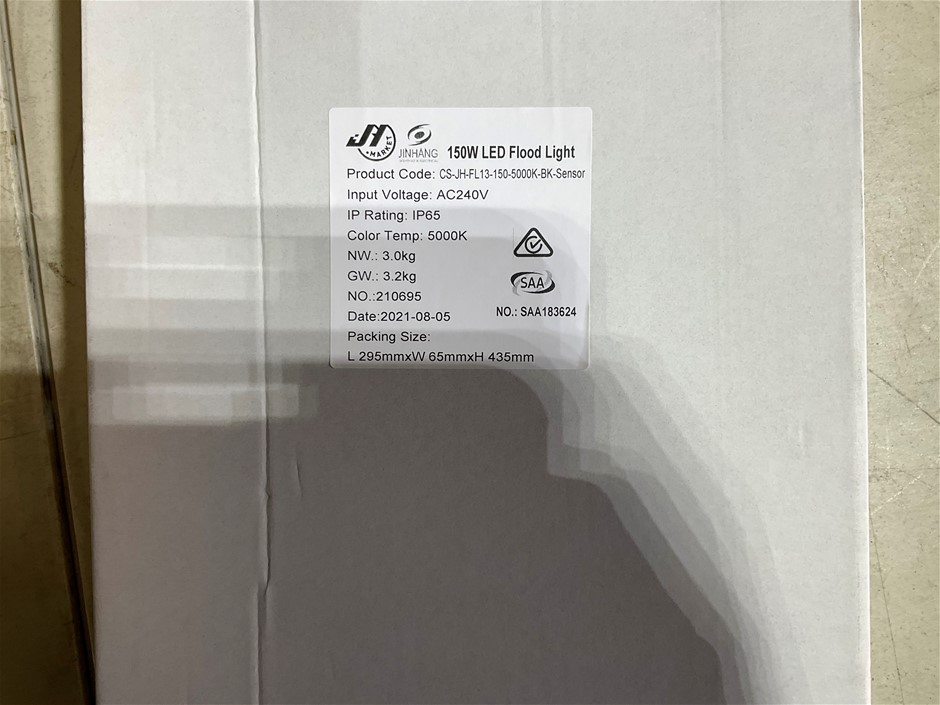 JH
MARKET
JINHANG
150W LED Flood Light
Product Code: CS-JH-FL13-150-5000K-BK-Sensor
Input Voltage: AC240V
IP Rating: IP65
Color Temp: 5000K
NW.: 3.0kg
GW.: 3.2kg
SAA
NO.:210695
NO.: SAA183624
Date:2021-08-05
Packing Size:
L 295mmxW 65mmxH 435mm